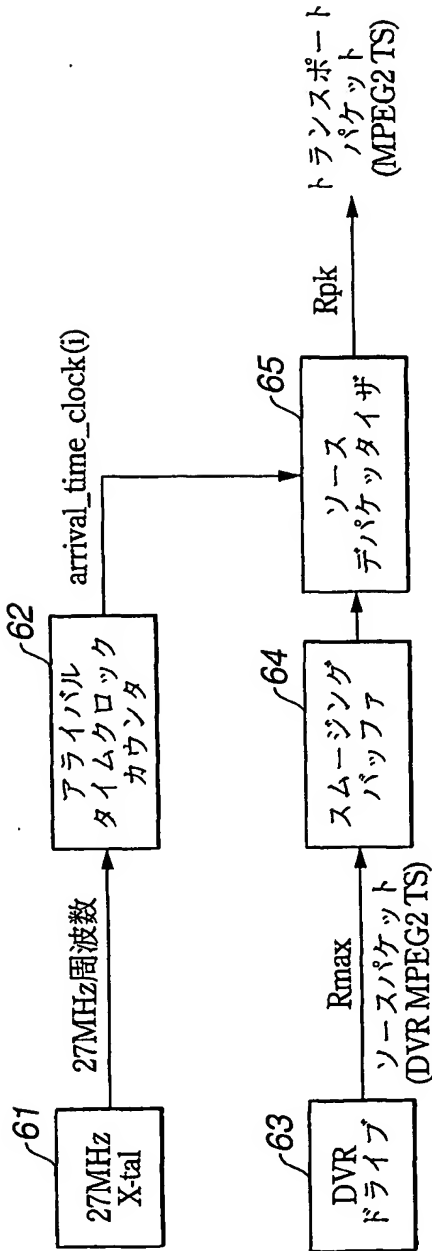 61
27MHz
X-tal
27MHz周波数
62
アライバル
タイムクロック
カウンタ
arrival_time_clock(i)
63
DVR
ドライブ
Rmax
ソースパケット
(DVR MPEG2 TS)
64
スムージング
バッファ
65
ソース
デパケッタイザ
Rpk
トランスポート
パケット
(MPEG2 TS)